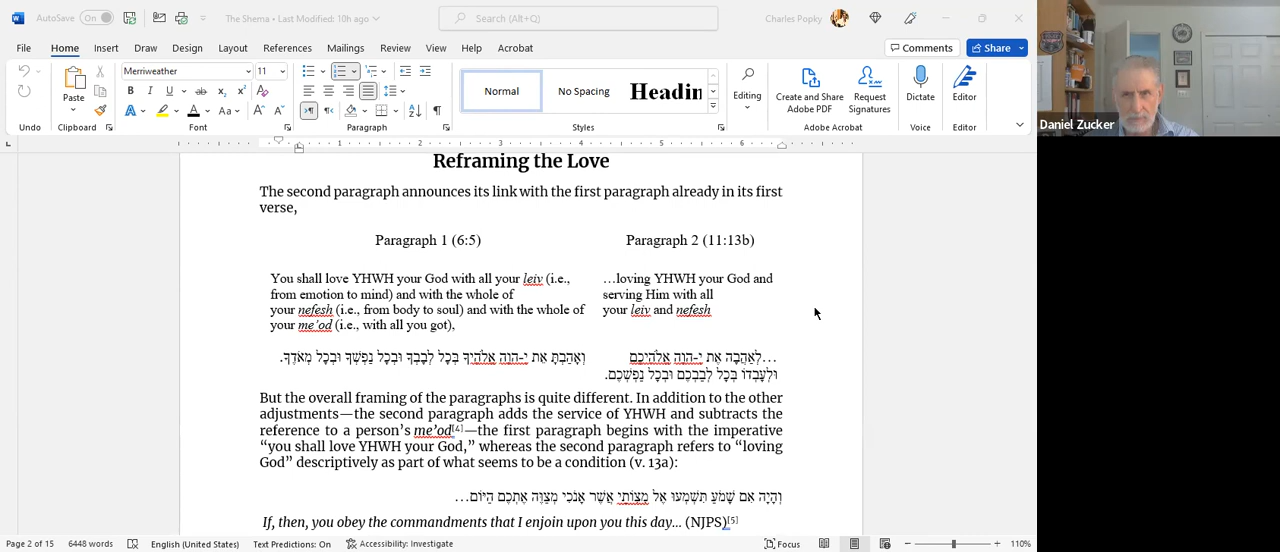 AutoSave On The Shema • Last Modified: 10h ago Search (Alt+Q) Charles Popky
File Home Insert Draw Design Layout References Mailings Review View Help Acrobat Comments Share
Merriweather 11
Paste
B I U ab
Normal No Spacing Headin
Editing
Create and Share Adobe PDF
Request Signatures
Dictate
Editor
Undo Clipboard Font Paragraph Styles Adobe Acrobat Voice Editor
Daniel Zucker
1 2 3 4 5 6
Reframing the Love
The second paragraph announces its link with the first paragraph already in its first
verse,
Paragraph 1 (6:5)
You shall love YHWH your God with all your leiv (i.e.,
from emotion to mind) and with the whole of
your nefesh (i.e., from body to soul) and with the whole of
your me’od (i.e., with all you got),
וְאָהַבְתָּ אֵת יְ-הוָה אֱלֹהֶיךָ בְּכָל לְבָבְךָ וּבְכָל נַפְשְׁךָ וּבְכָל מְאֹדֶךָ.
Paragraph 2 (11:13b)
…loving YHWH your God and
serving Him with all
your leiv and nefesh
…לְאַהֲבָה אֶת יְ-הוָה אֱלֹהֵיכֶם
וּלְעָבְדוֹ בְּכָל לְבַבְכֶם וּבְכָל נַפְשְׁכֶם.
But the overall framing of the paragraphs is quite different. In addition to the other
adjustments—the second paragraph adds the service of YHWH and subtracts the
reference to a person’s me’od[4]—the first paragraph begins with the imperative
“you shall love YHWH your God,” whereas the second paragraph refers to “loving
God” descriptively as part of what seems to be a condition (v. 13a):
וְהָיָה אִם שָׁמֹעַ תִּשְׁמְעוּ אֶל מִצְוֺתַי אֲשֶׁר אָנֹכִי מְצַוֶּה אֶתְכֶם הַיּוֹם…
If, then, you obey the commandments that I enjoin upon you this day… (NJPS)[5]
Page 2 of 15 6448 words English (United States) Text Predictions: On Accessibility: Investigate Focus 110%